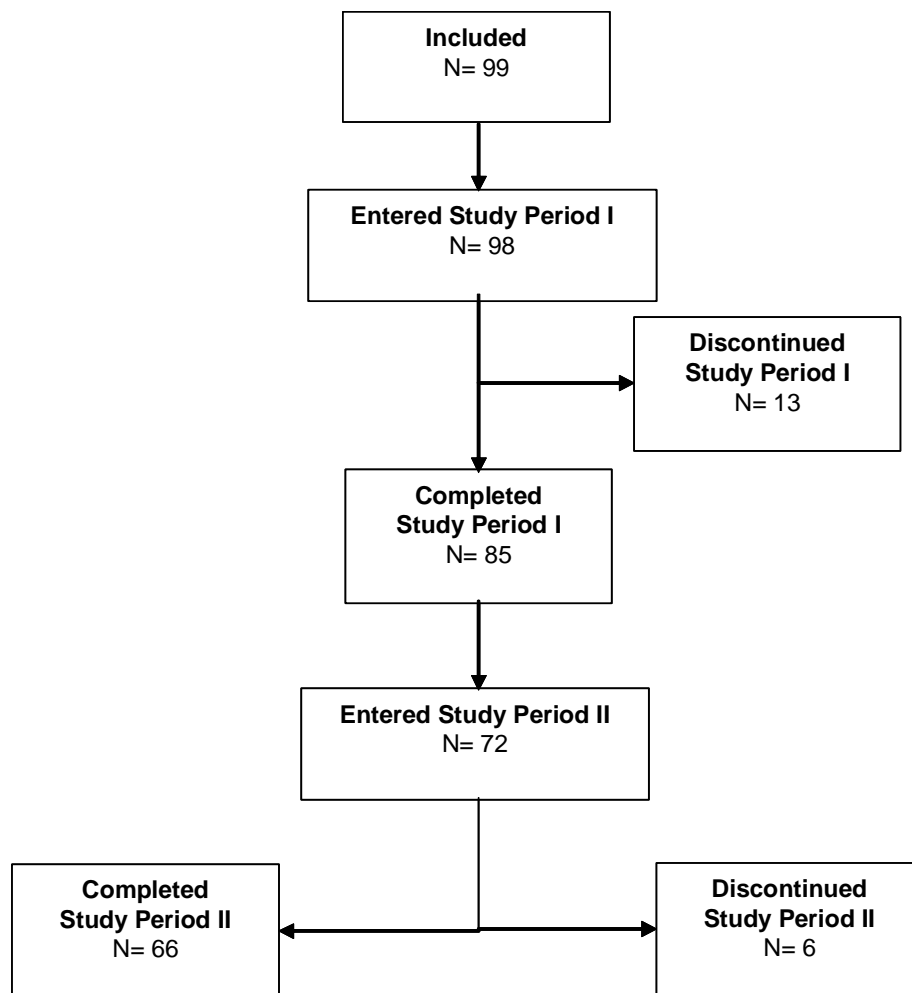 Included
N= 99
Entered Study Period I
N= 98
Discontinued
Study Period I
N= 13
Completed
Study Period I
N= 85
Entered Study Period II
N= 72
Completed
Study Period II
N= 66
Discontinued
Study Period II
N= 6